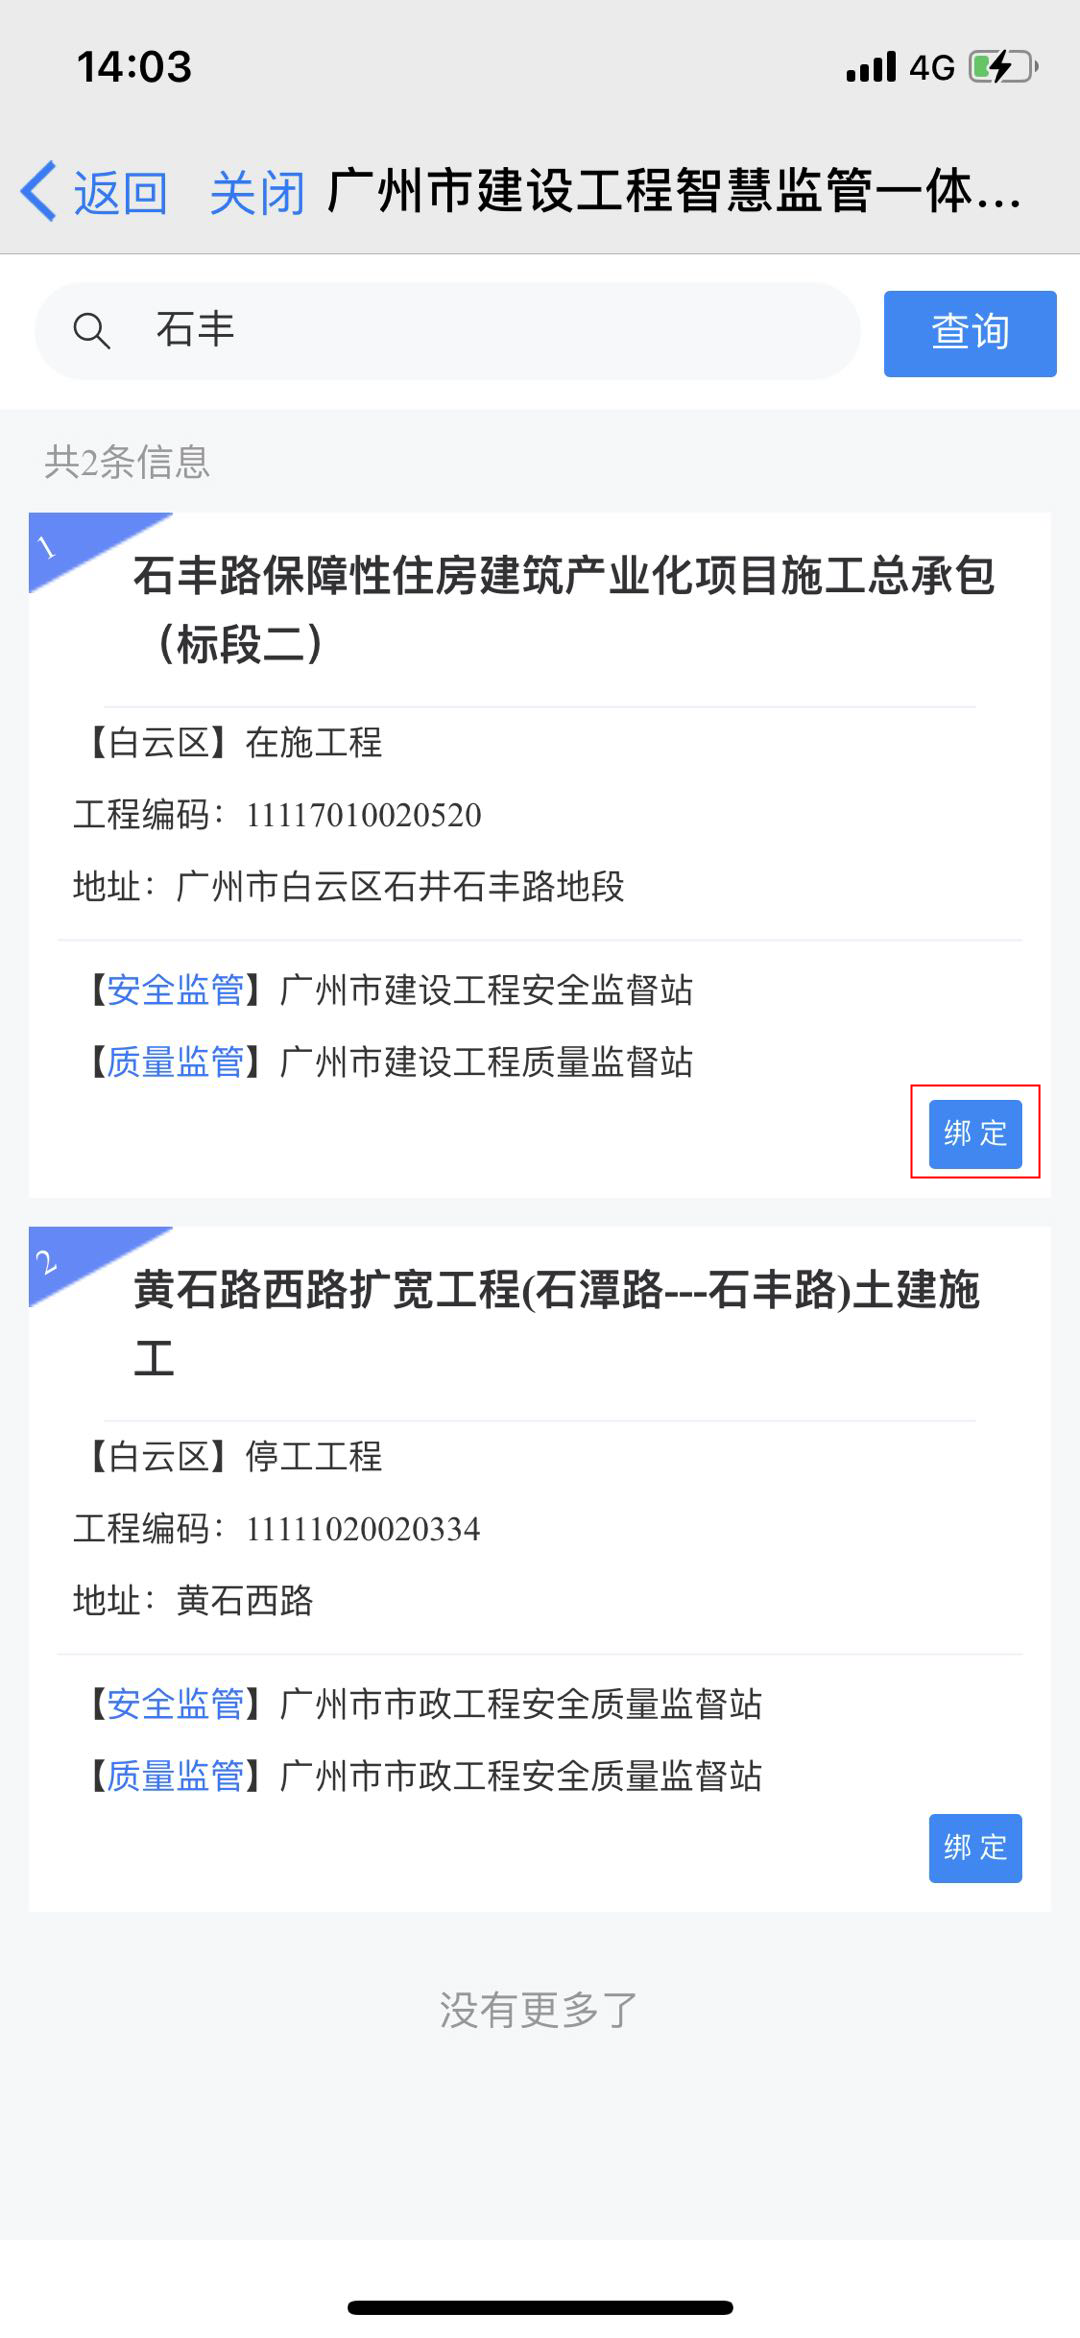 14:03
4G
返回 关闭 广州市建设工程智慧监管一体...
石丰
查询
共2条信息
1
石丰路保障性住房建筑产业化项目施工总承包
（标段二）
【白云区】在施工程
工程编码：11117010020520
地址：广州市白云区石井石丰路地段
【安全监管】广州市建设工程安全监督站
【质量监管】广州市建设工程质量监督站
绑 定
2
黄石路西路扩宽工程(石潭路---石丰路)土建施
工
【白云区】停工工程
工程编码：11111020020334
地址：黄石西路
【安全监管】广州市市政工程安全质量监督站
【质量监管】广州市市政工程安全质量监督站
绑 定
没有更多了